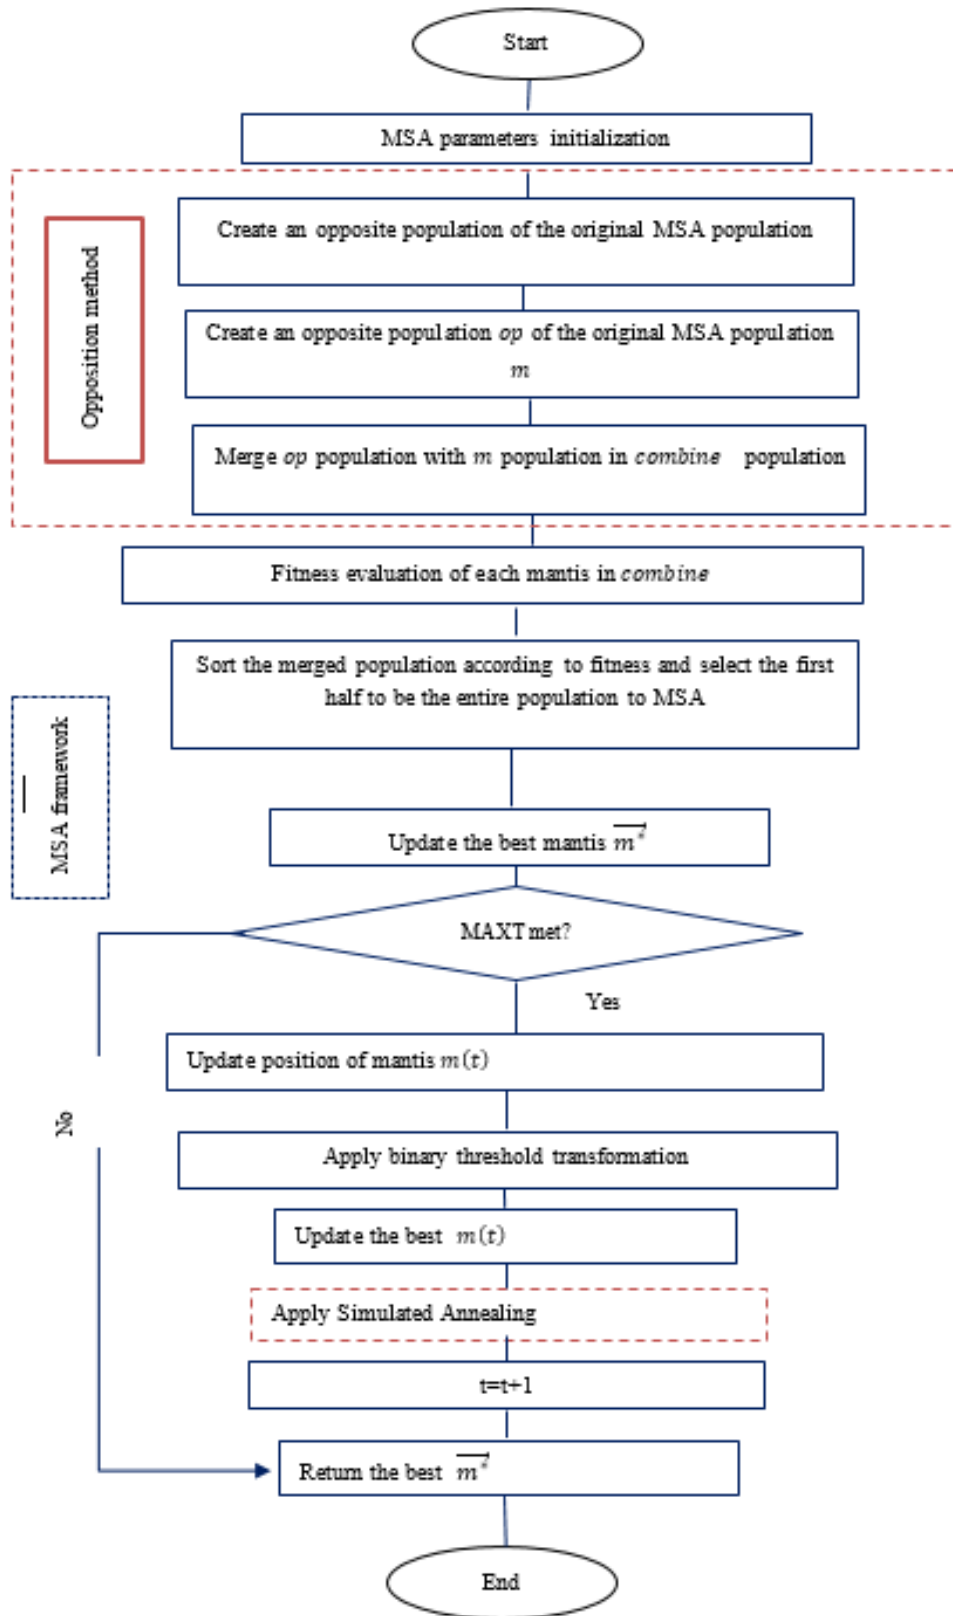 Start
MSA parameters initialization
Opposition method
Create an opposite population of the original MSA population
Create an opposite population op of the original MSA population
m
Merge op population with m population in combine population
Fitness evaluation of each mantis in combine
Sort the merged population according to fitness and select the first
half to be the entire population to MSA
MSA framework
Update the best mantis m
MAXT met?
Yes
No
Update position of mantis m(t)
Apply binary threshold transformation
Update the best m(t)
Apply Simulated Annealing
t=t+1
Return the best m
End